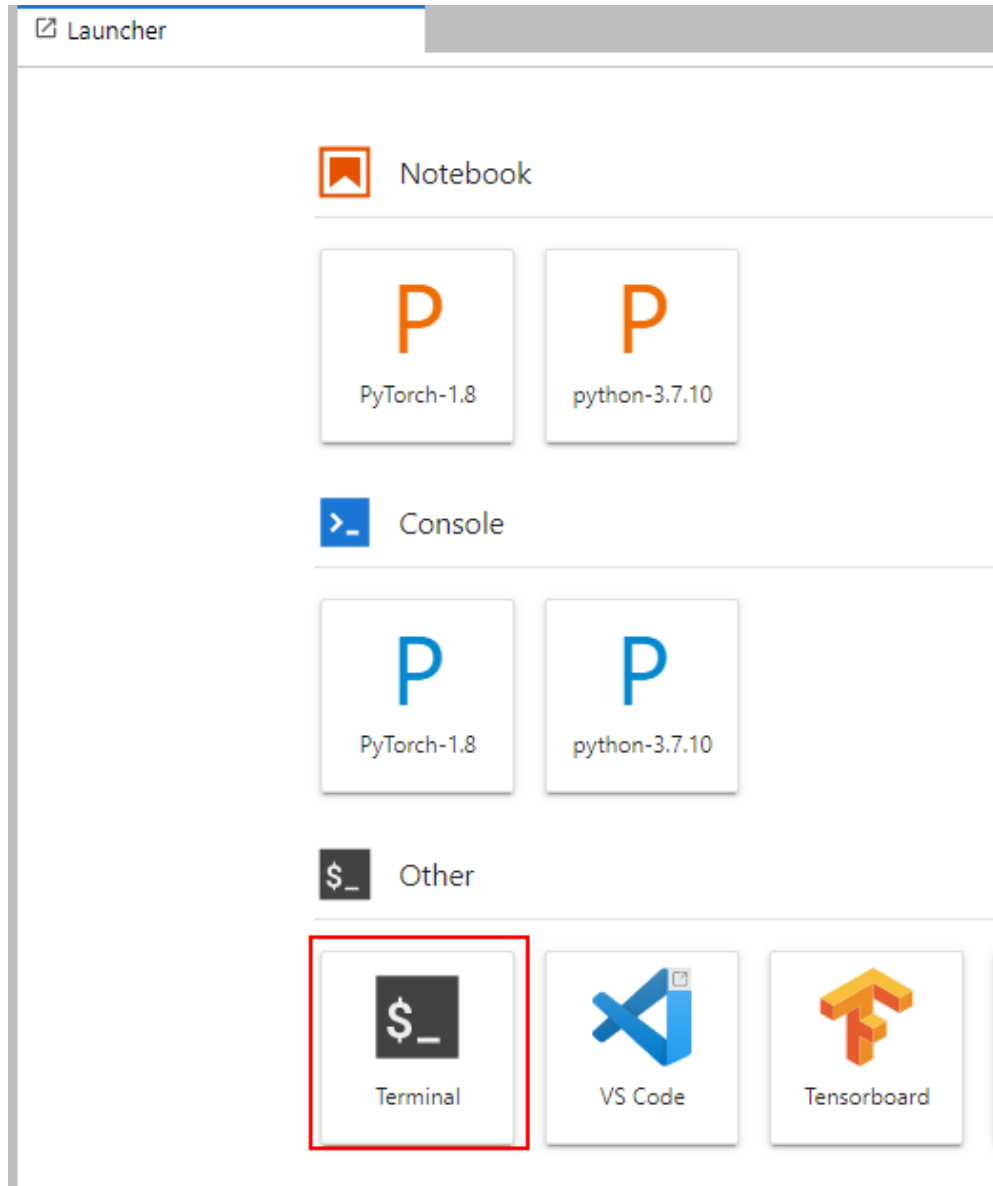 Launcher
Notebook
P P
PyTorch-1.8 python-3.7.10
>_ Console
P P
PyTorch-1.8 python-3.7.10
$_ Other
$_
Terminal VS Code Tensorboard